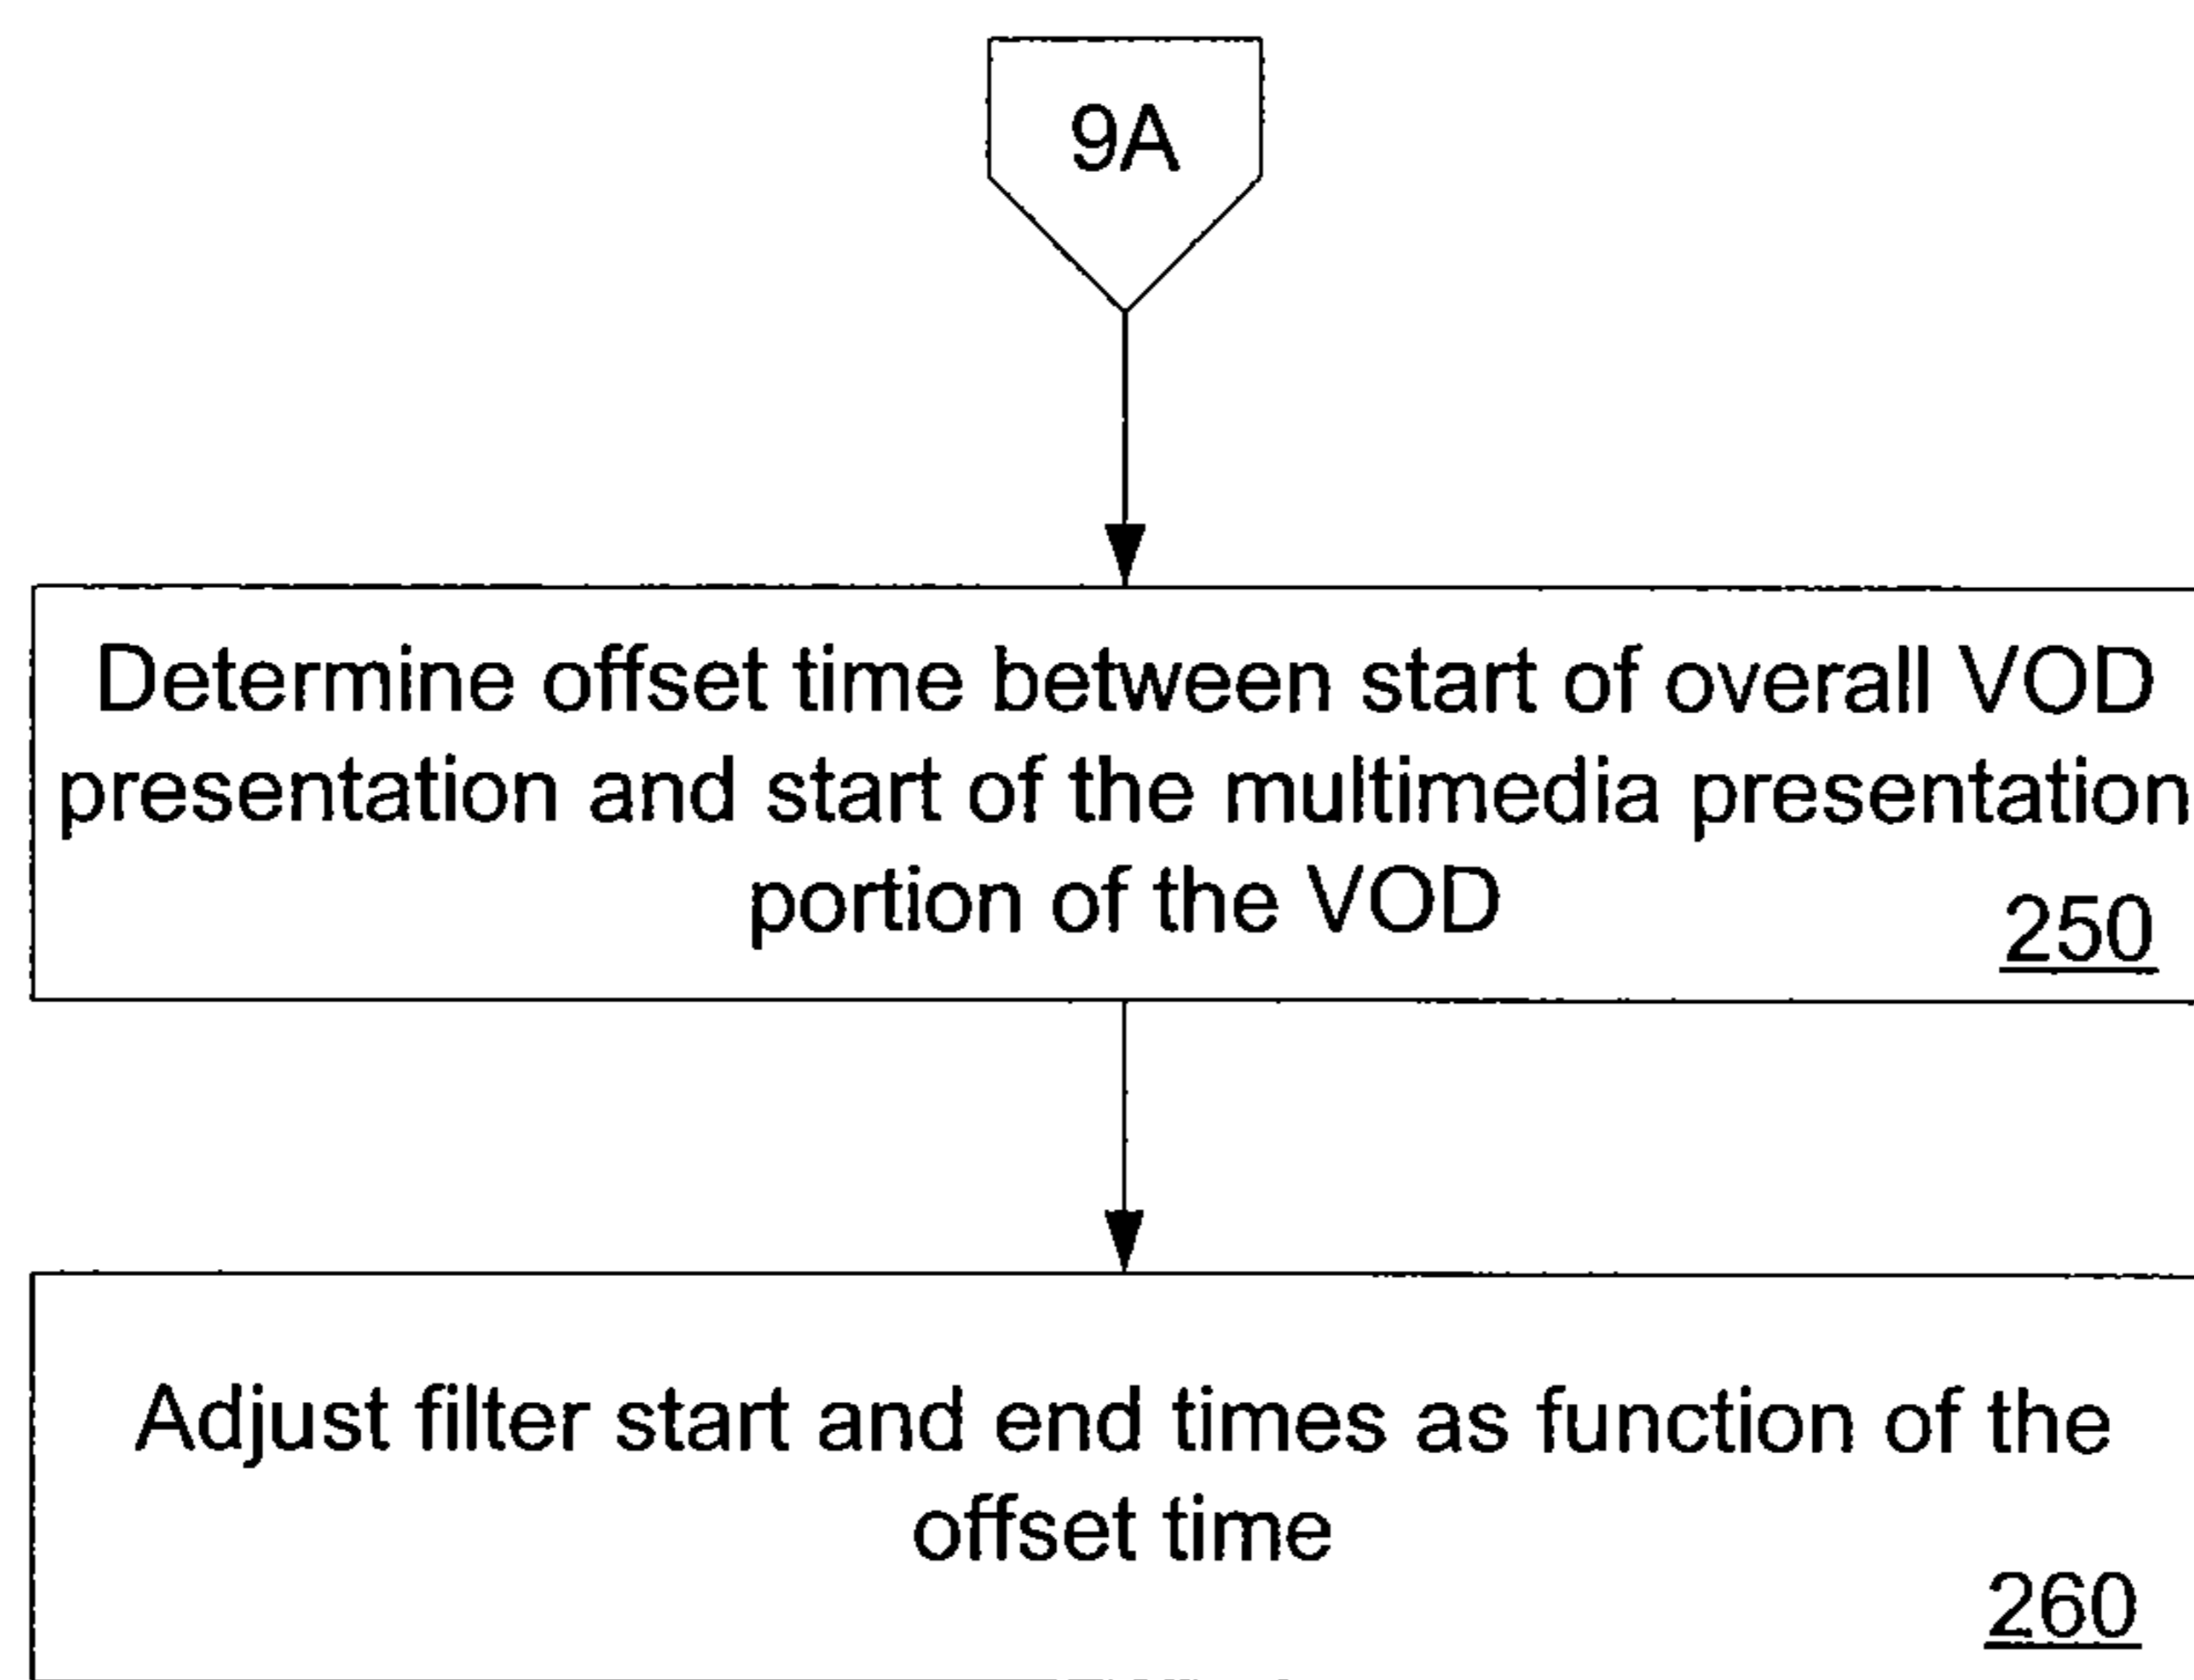 9A
Determine offset time between start of overall VOD
presentation and start of the multimedia presentation
portion of the VOD
250
Adjust filter start and end times as function of the
offset time
260